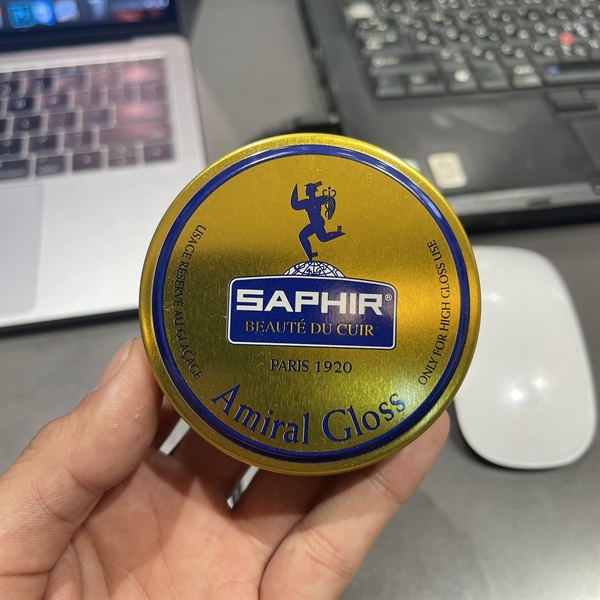 USAGE RÉSERVÉ AU GLAÇAGE
ONLY FOR HIGH GLOSS USE
SAPHIR®
BEAUTÉ DU CUIR
PARIS 1920
Amiral Gloss